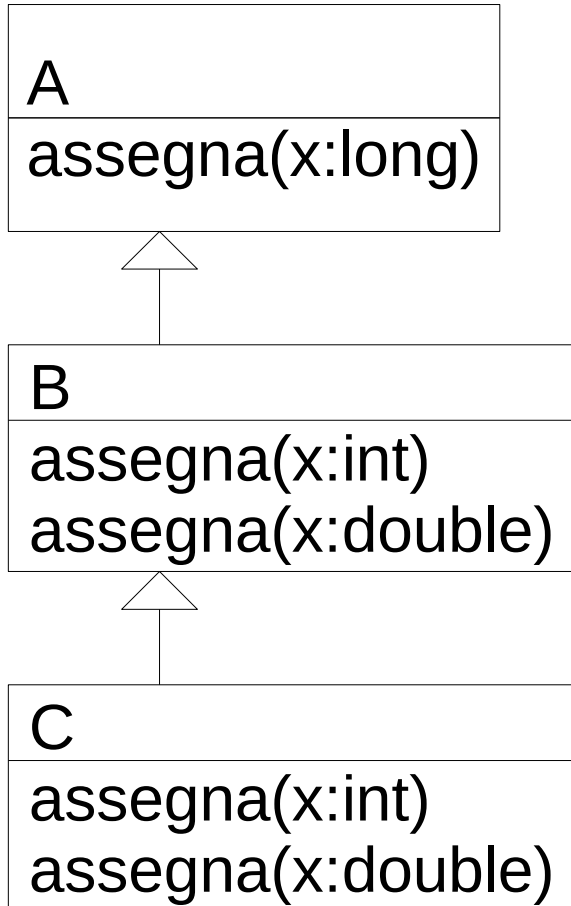 A
assegna(x:long)
B
assegna(x:int)
assegna(x:double)
C
assegna(x:int)
assegna(x:double)